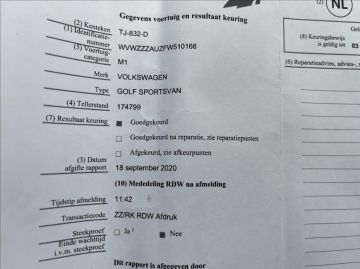 (2)
NL
Gegevens voertuig en resultaat keuring
(2) Kenteken TJ-832-D
(1) Identificatie-
nummer WVWZZZAUZFW510166
(5) Voertuig-
categorie M1
Merk VOLKSWAGEN
Type GOLF SPORTSVAN
(4) Tellerstand 174799
(7) Resultaat keuring Goedgekeurd
Goedgekeurd na reparatie, zie reparatiepunten
Afgekeurd, zie afkeurpunten
(3) Datum
afgifte rapport 18 september 2020
(10) Mededeling RDW na afmelding
Tijdstip afmelding 11:42
Transactiecode ZZ/RK RDW Afdruk
Steekproef Ja Nee
Einde wachttijd
i.v.m. steekproef
Dit rapport is afgegeven door
(8) Keuringsbewijs
is geldig tot 03
(6) Reparatieadvies, advies-,